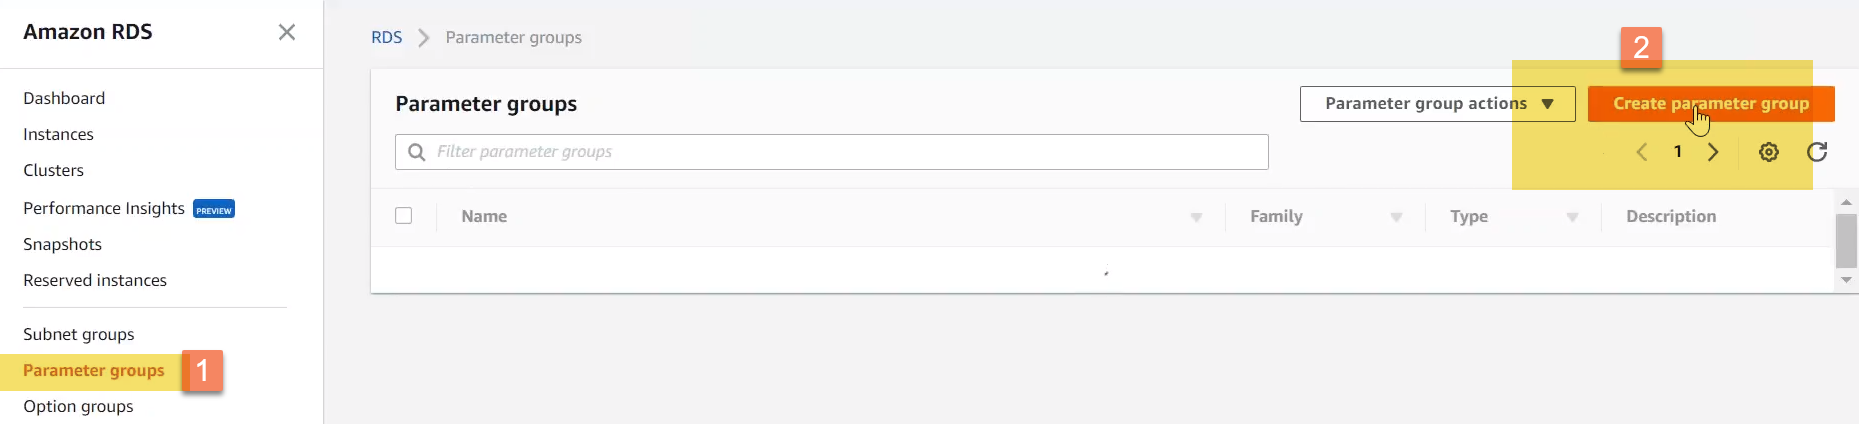 Amazon RDS
Dashboard
Instances
Clusters
Performance Insights PREVIEW
Snapshots
Reserved instances
Subnet groups
Parameter groups 1
Option groups
RDS Parameter groups
2
Parameter groups Parameter group actions Create parameter group
Filter parameter groups 1
Name Family Type Description